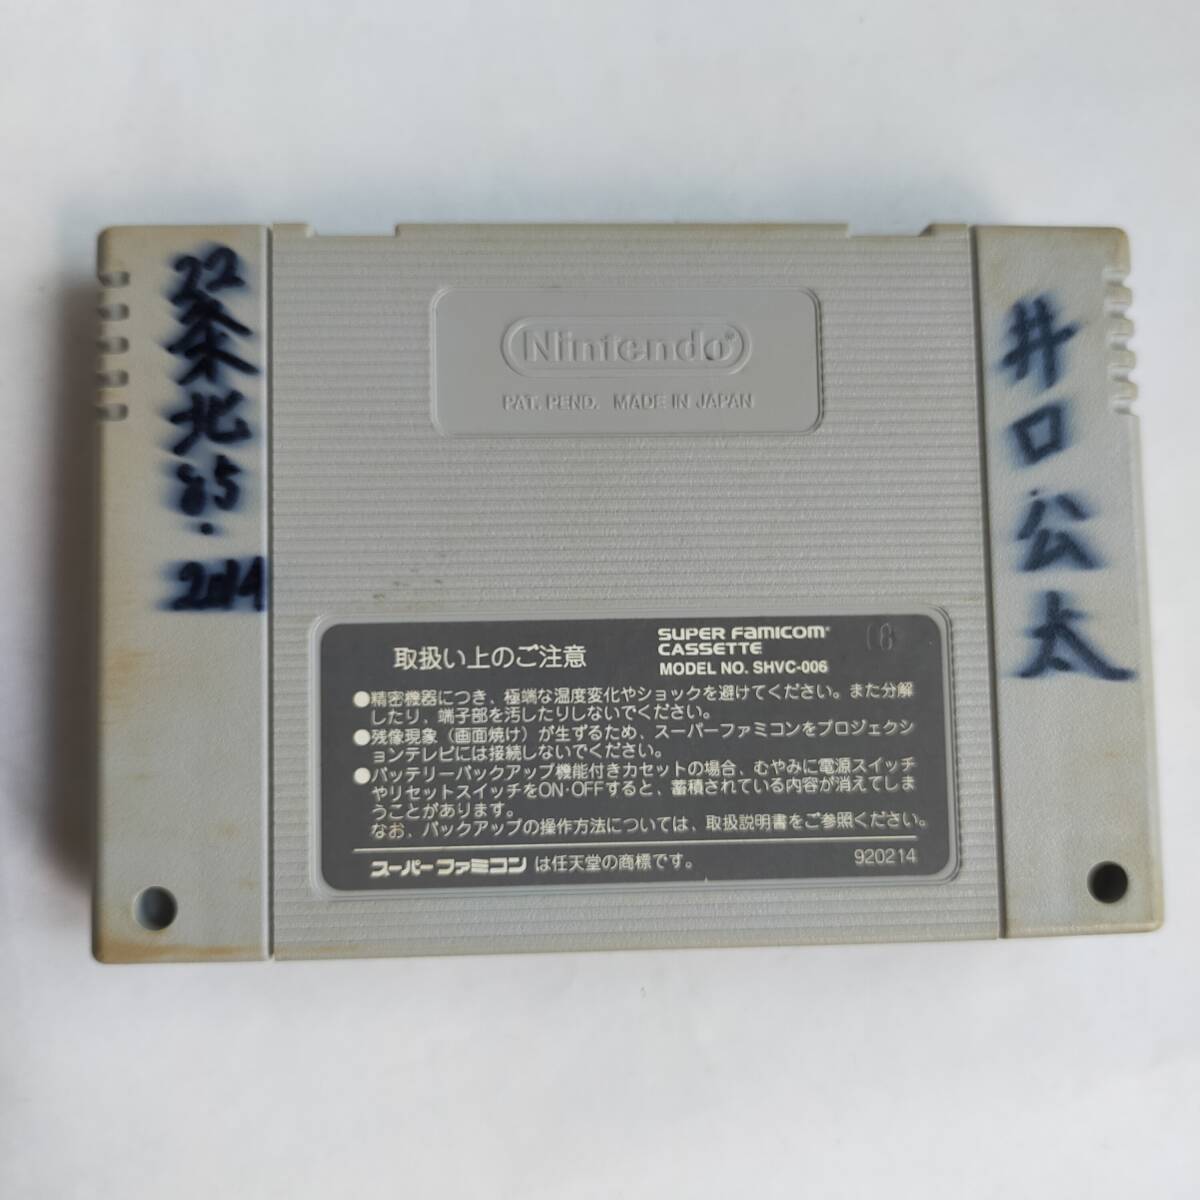 22
条
北
85
.
2014
Nintendo®
PAT. PEND. MADE IN JAPAN
井
口
公
太
取扱い上のご注意
SUPER FAMICOM®
CASSETTE
MODEL NO. SHVC-006
18
●精密機器につき、極端な温度変化やショックを避けてください。また分解
したり、端子部を汚したりしないでください。
●残像現象（画面焼け）が生ずるため、スーパーファミコンをプロジェクシ
ョンテレビには接続しないでください。
●バッテリーバックアップ機能付きカセットの場合、むやみに電源スイッチ
やリセットスイッチをON·OFFすると、蓄積されている内容が消えてしま
うことがあります。
なお、バックアップの操作方法については、取扱説明書をご参照ください。
スーパーファミコンは任天堂の商標です。
920214